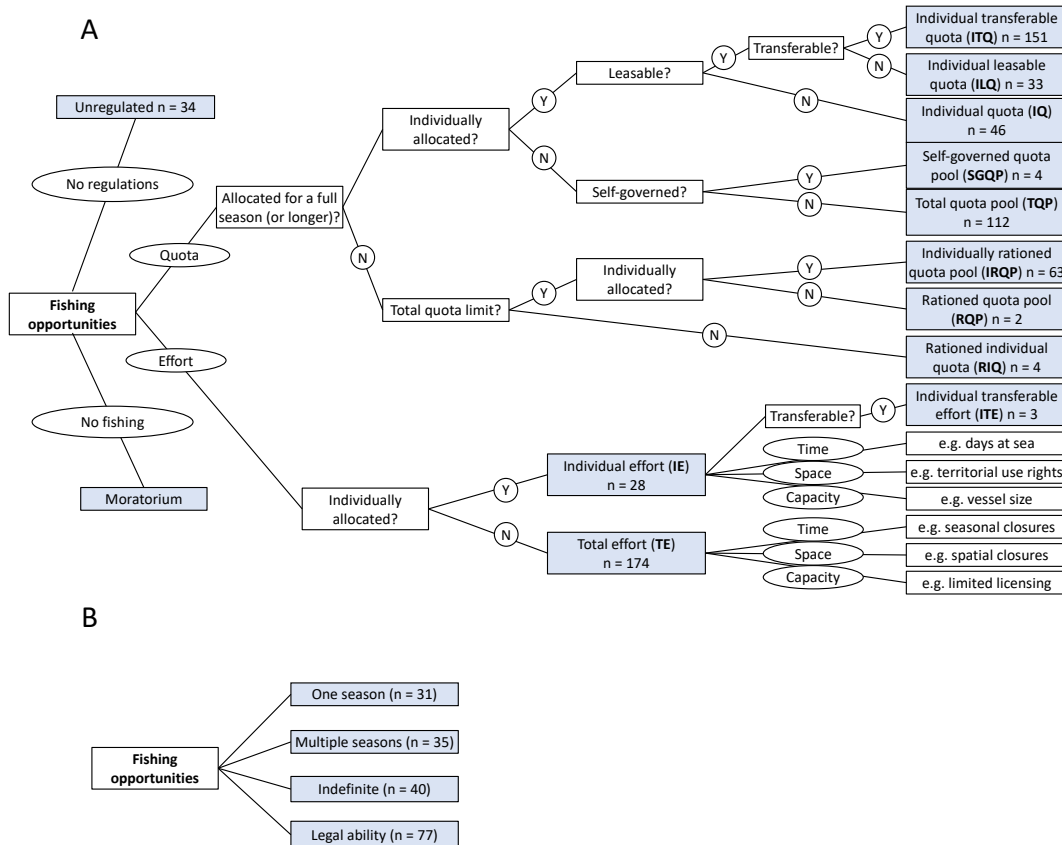 A
Unregulated n = 34
No regulations
Quota
Fishing
opportunities
Effort
No fishing
Moratorium
Allocated for a full
season (or longer)?
Y
N
Individually
allocated?
Y
N
Leasable?
Y
N
Transferable?
Y
N
Individual transferable
quota (ITQ) n = 151
Individual leasable
quota (ILQ) n = 33
Individual quota (IQ)
n = 46
Self-governed?
Y
N
Self-governed quota
pool (SGQP) n = 4
Total quota pool (TQP)
n = 112
Total quota limit?
Y
N
Individually
allocated?
Y
N
Individually rationed
quota pool (IRQP) n = 63
Rationed quota pool
(RQP) n = 2
Rationed individual
quota (RIQ) n = 4
Individually
allocated?
Y
N
Individual effort (IE)
n = 28
Transferable?
Y
Individual transferable
effort (ITE) n = 3
Time
e.g. days at sea
Space
e.g. territorial use rights
Capacity
e.g. vessel size
Total effort (TE)
n = 174
Time
e.g. seasonal closures
Space
e.g. spatial closures
Capacity
e.g. limited licensing
B
Fishing
opportunities
One season (n = 31)
Multiple seasons (n = 35)
Indefinite (n = 40)
Legal ability (n = 77)